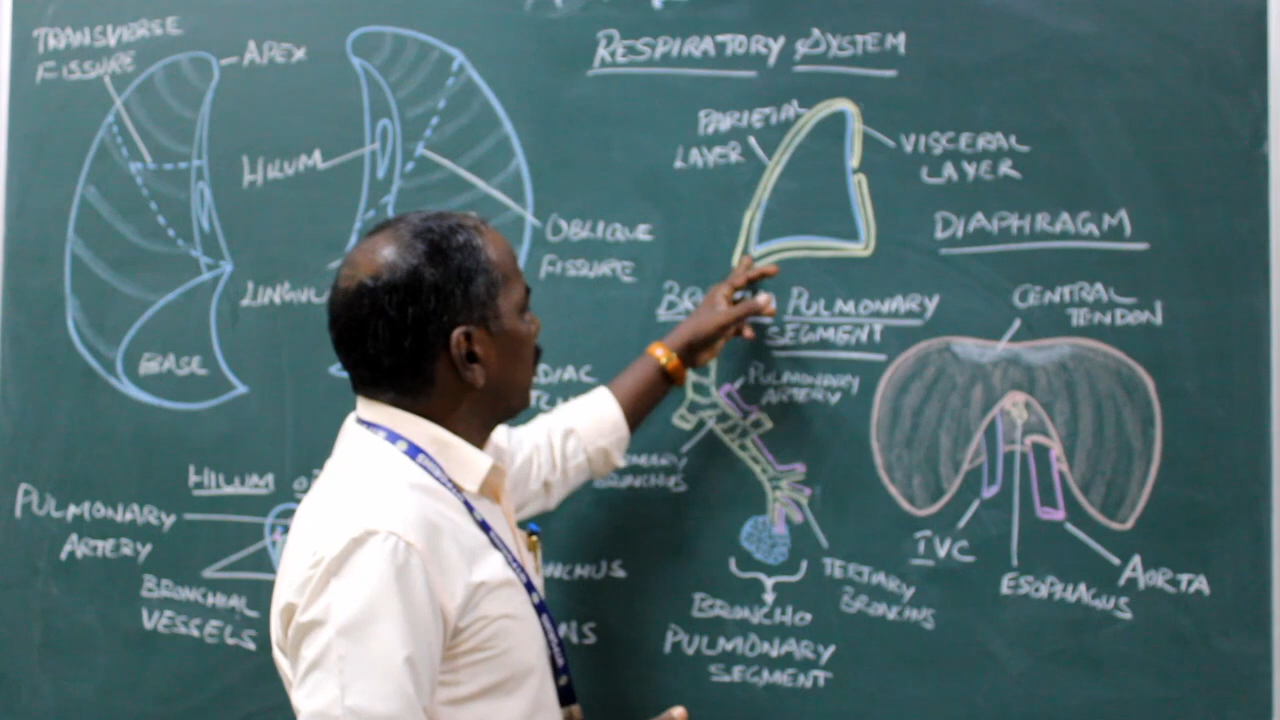 TRANSVERSE
FISSURE
APEX
HILUM
OBLIQUE
FISSURE
BASE
HILUM
PULMONARY
ARTERY
BRONCHIAL
VESSELS
RESPIRATORY SYSTEM
PARIETAL
LAYER
VISCERAL
LAYER
DIAPHRAGM
PULMONARY
SEGMENT
CENTRAL
TENDON
PULMONARY
ARTERY
BRONCHUS
TERTIARY
BRONCHO
PULMONARY
SEGMENT
IVC
ESOPHAGUS
AORTA